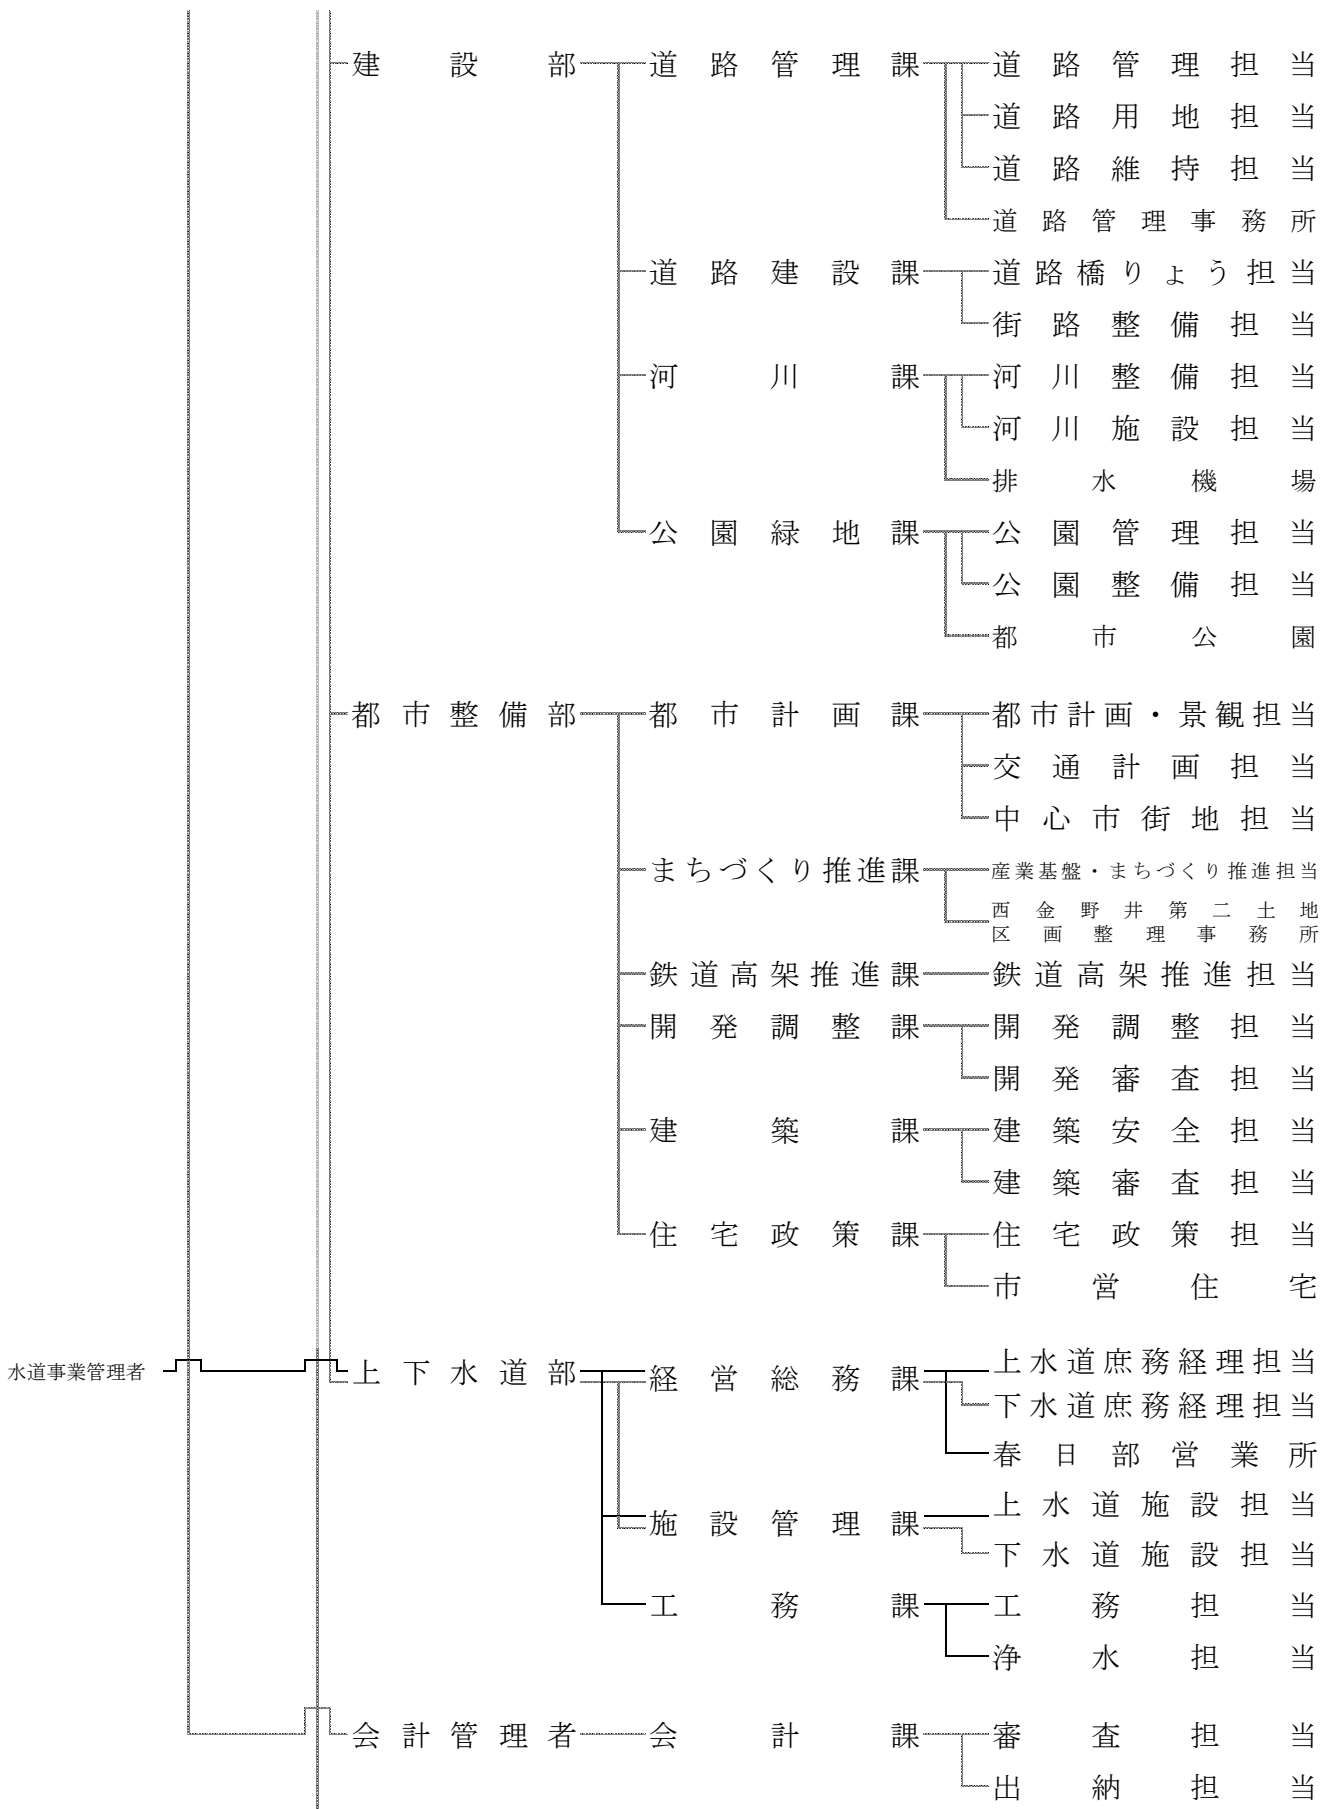 建設部 道路管理課 道路管理担当
道路用地担当
道路維持担当
道路管理事務所
道路建設課 道路橋りょう担当
街路整備担当
河川課 河川整備担当
河川施設担当
排水機場
公園緑地課 公園管理担当
公園整備担当
都市公園
都市整備部 都市計画課 都市計画・景観担当
交通計画担当
中心市街地担当
まちづくり推進課 産業基盤・まちづくり推進担当
西金野井第二土地
区画整理事務所
鉄道高架推進課 鉄道高架推進担当
開発調整課 開発調整担当
開発審査担当
建築課 建築安全担当
建築審査担当
住宅政策課 住宅政策担当
市営住宅
水道事業管理者 上下水道部 経営総務課 上水道庶務経理担当
下水道庶務経理担当
春日部営業所
施設管理課 上水道施設担当
下水道施設担当
工務課 工務担当
浄水担当
会計管理者 会計課 審査担当
出納担当